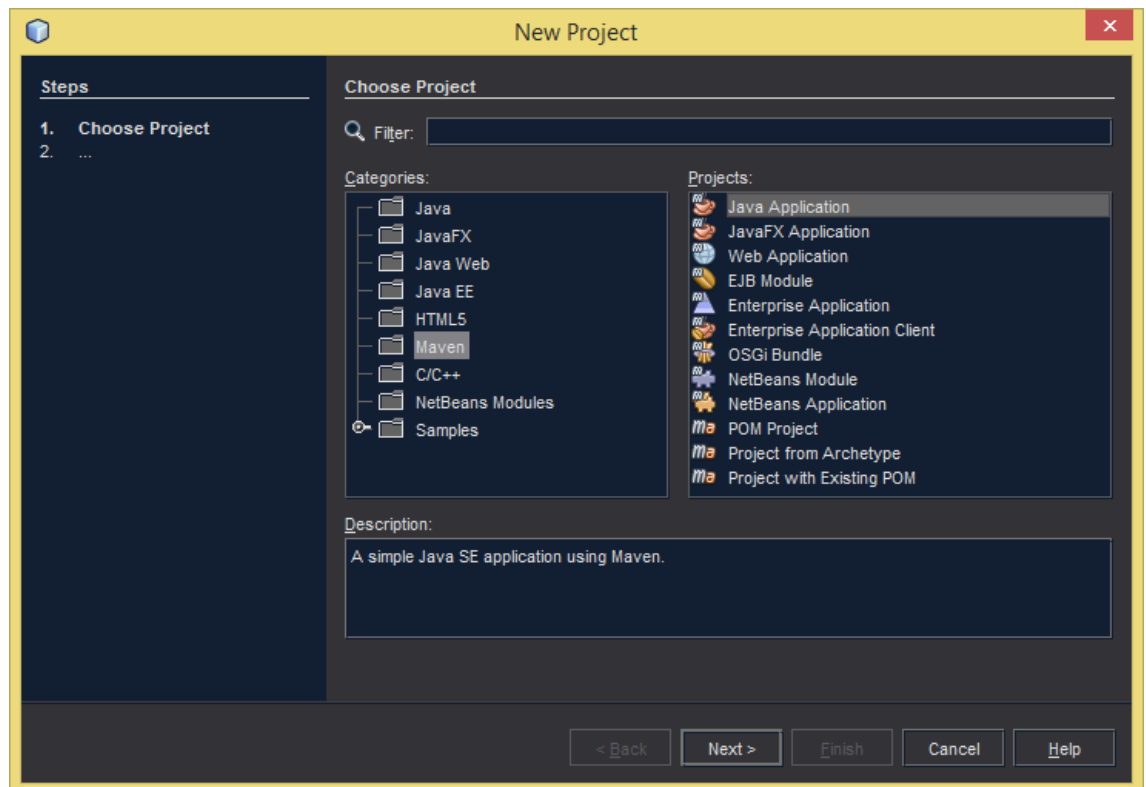 New Project
Steps
1. Choose Project
2. ...
Choose Project
Filter:
Categories:
Java
JavaFX
Java Web
Java EE
HTML5
Maven
C/C++
NetBeans Modules
Samples
Projects:
Java Application
JavaFX Application
Web Application
EJB Module
Enterprise Application
Enterprise Application Client
OSGi Bundle
NetBeans Module
NetBeans Application
POM Project
Project from Archetype
Project with Existing POM
Description:
A simple Java SE application using Maven.
< Back
Next >
Finish
Cancel
Help